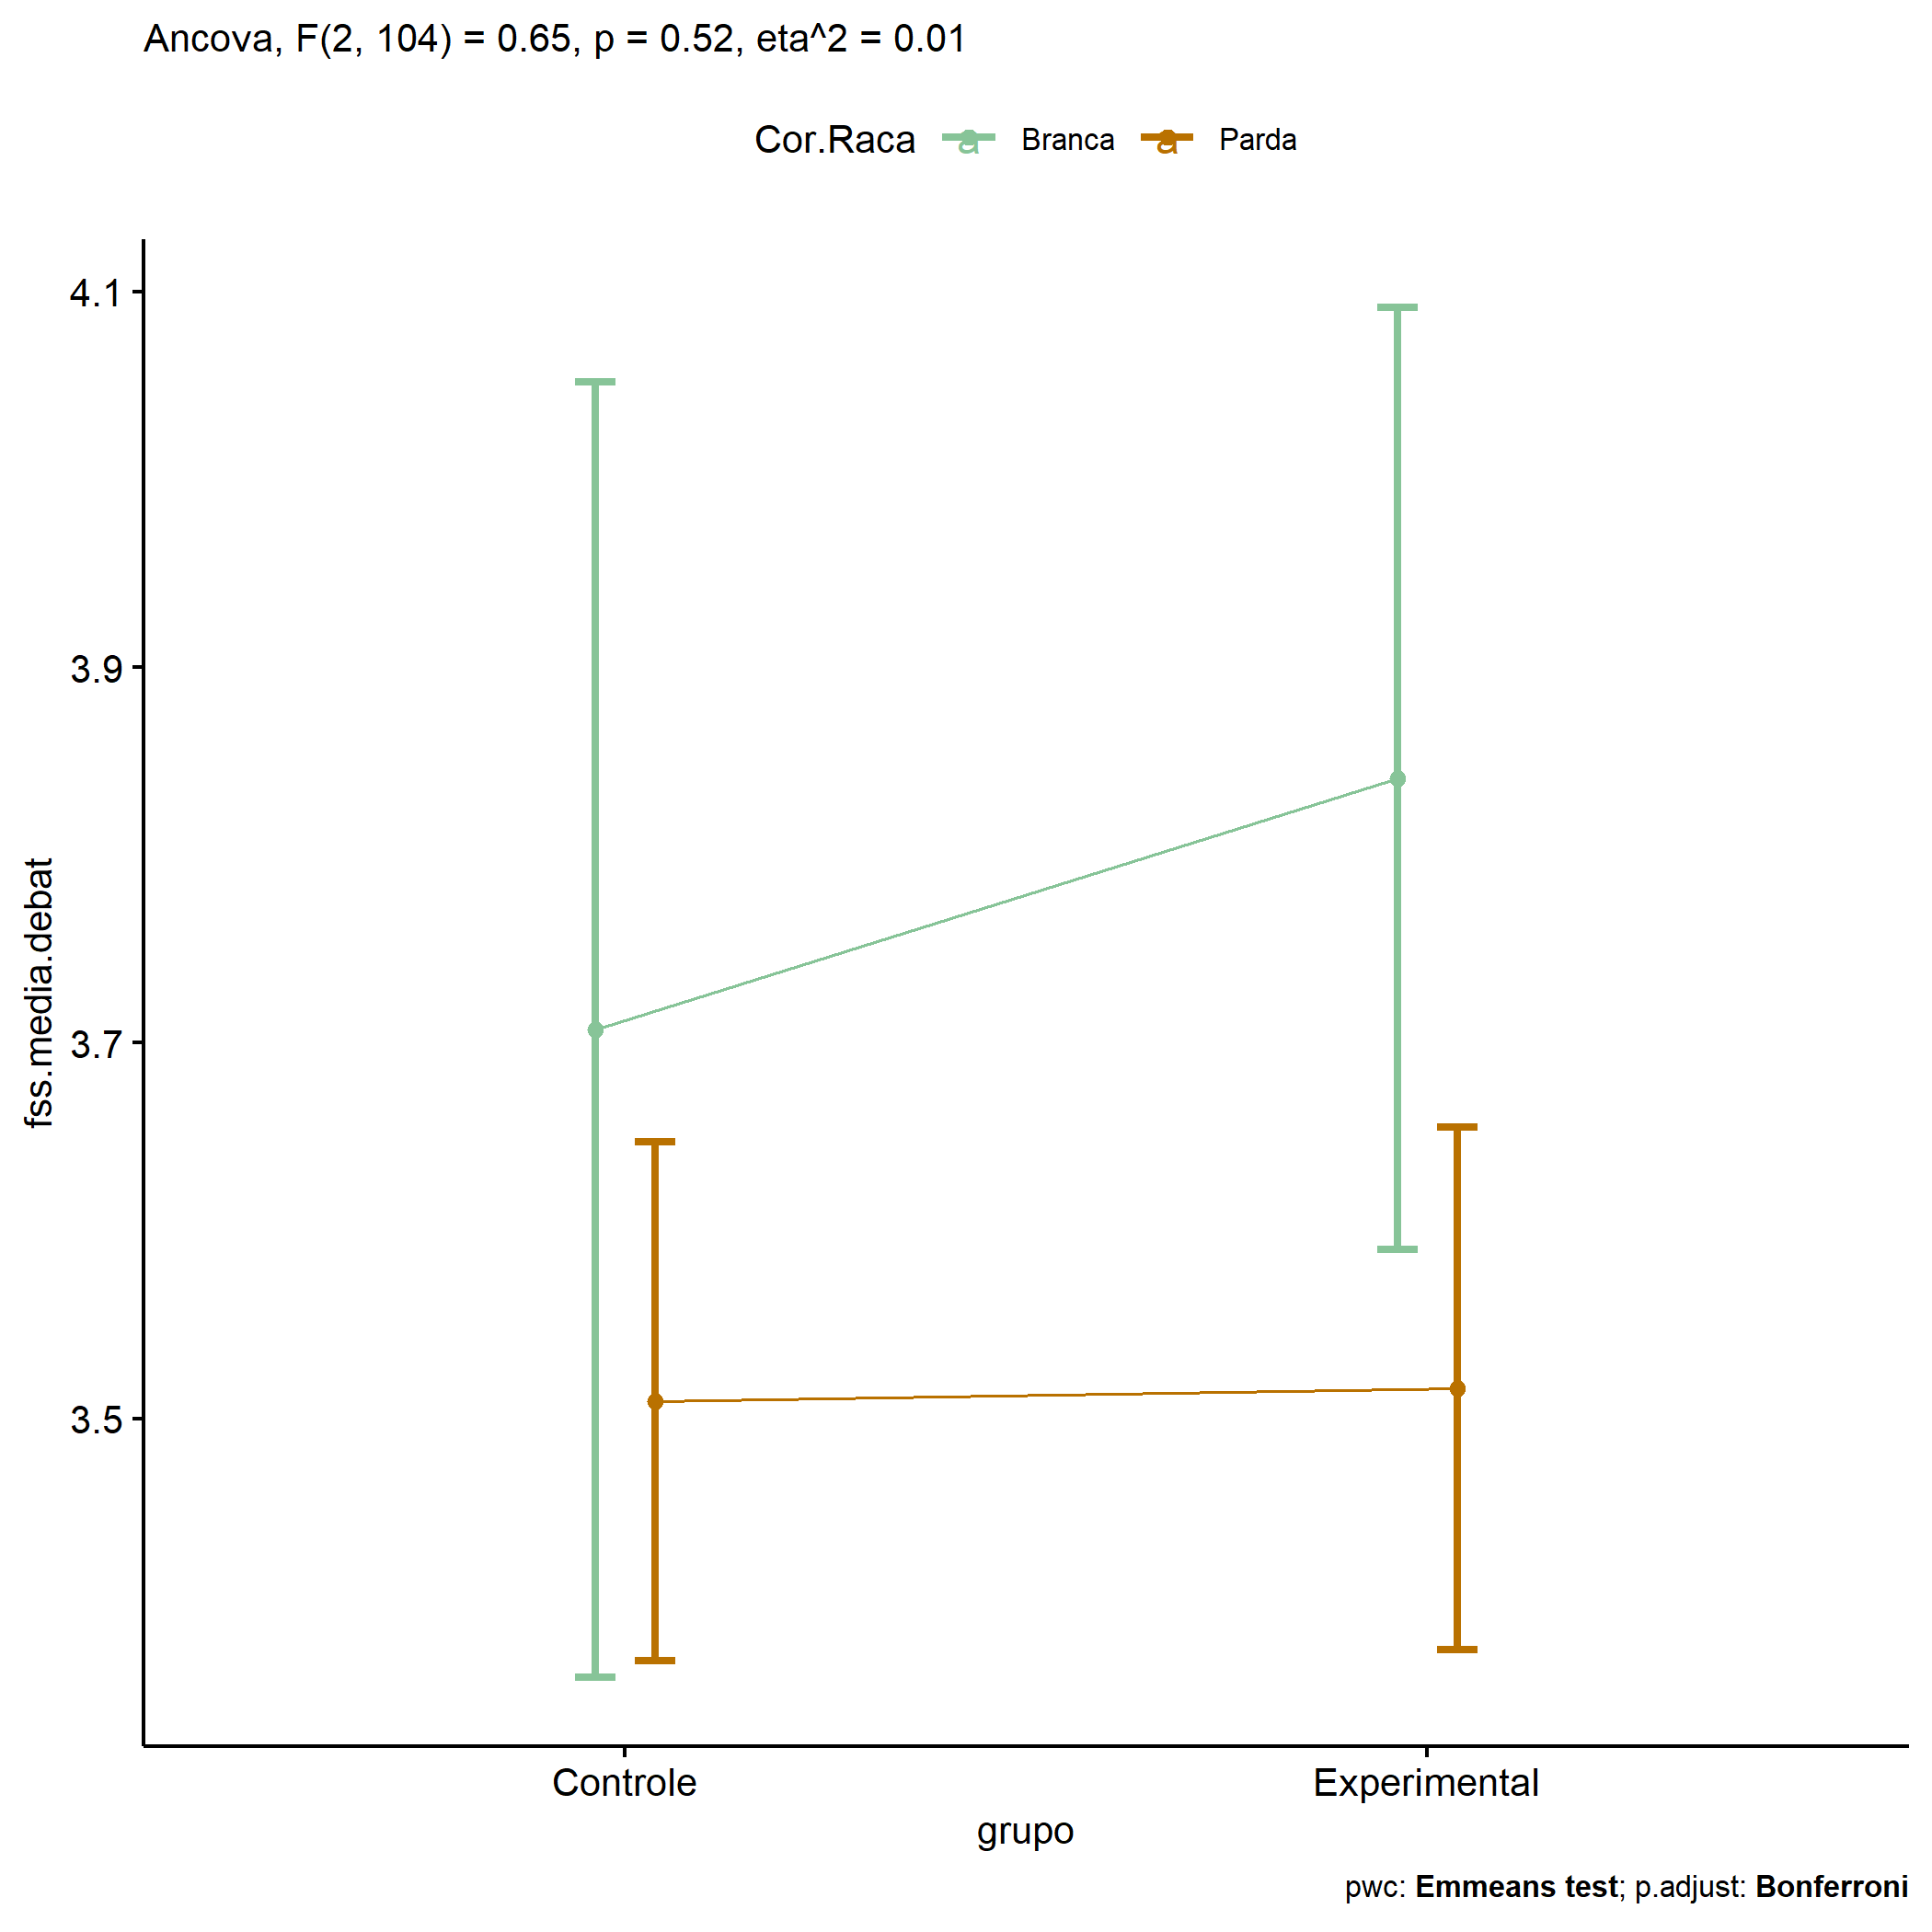 Ancova, F(2, 104) = 0.65, p = 0.52, eta^2 = 0.01
Cor.Raca a Branca a Parda
4.1
3.9
3.7
3.5
fss.media.debat
Controle Experimental
grupo
pwc: Emmeans test; p.adjust: Bonferroni